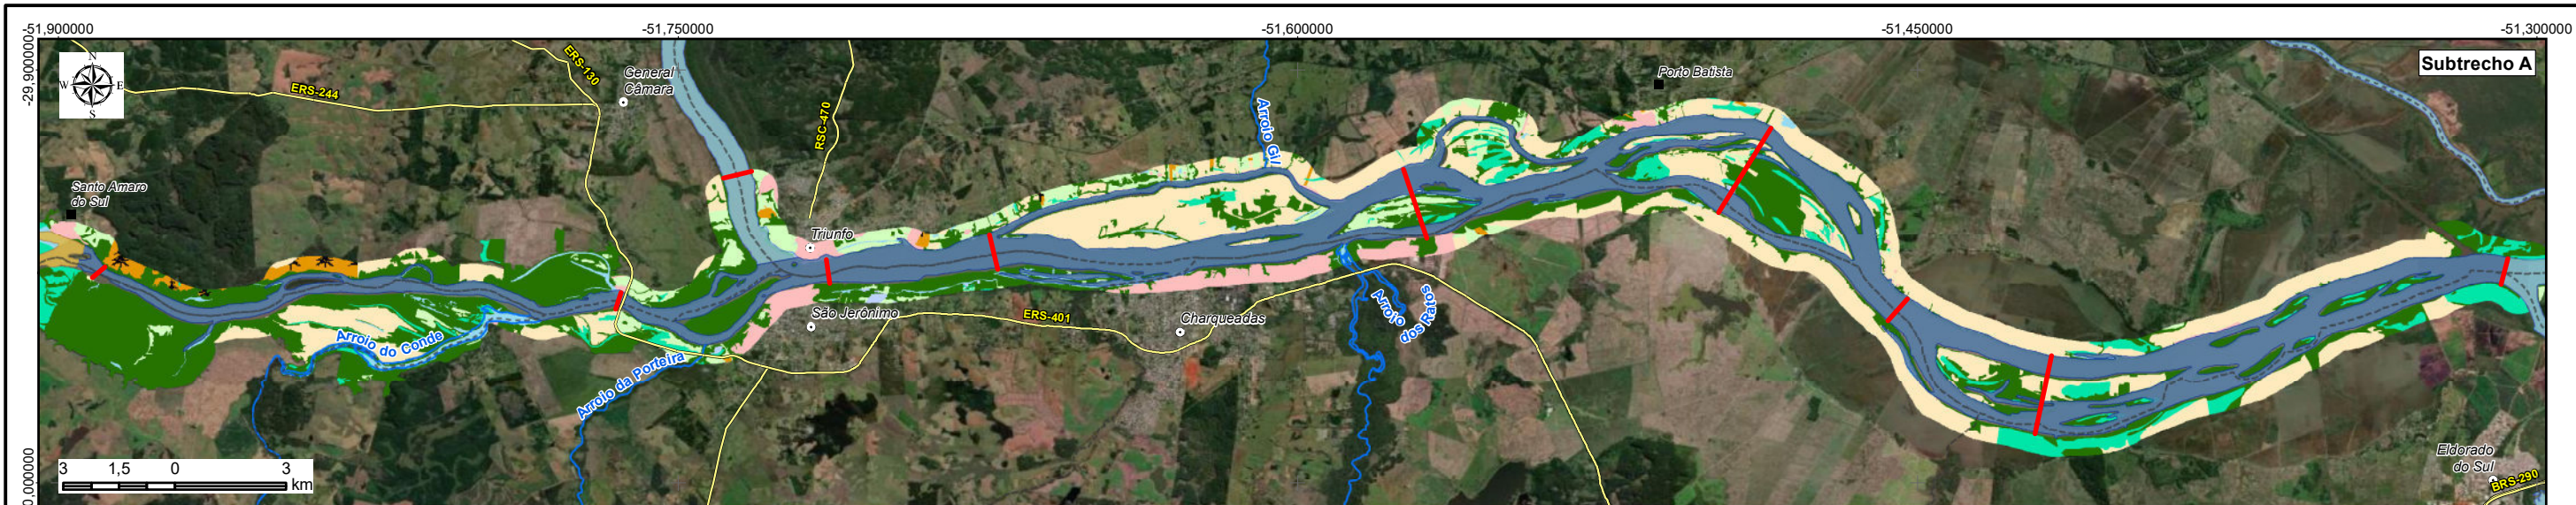 -51,900000
-51,750000
-51,600000
-51,450000
-51,300000
-29,900000
Subtrecho A
N
W E
S
ERS-244
ERS-130
General
Câmara
RSC-470
Arroio Gil
Porto Batista
Santo Amaro
do Sul
Triunfo
São Jerônimo
ERS-401
Charqueadas
Arroio
dos Ratos
Arroio do Conde
Arroio da Porteira
Eldorado
do Sul
BRS-290
3 1,5 0 3
km